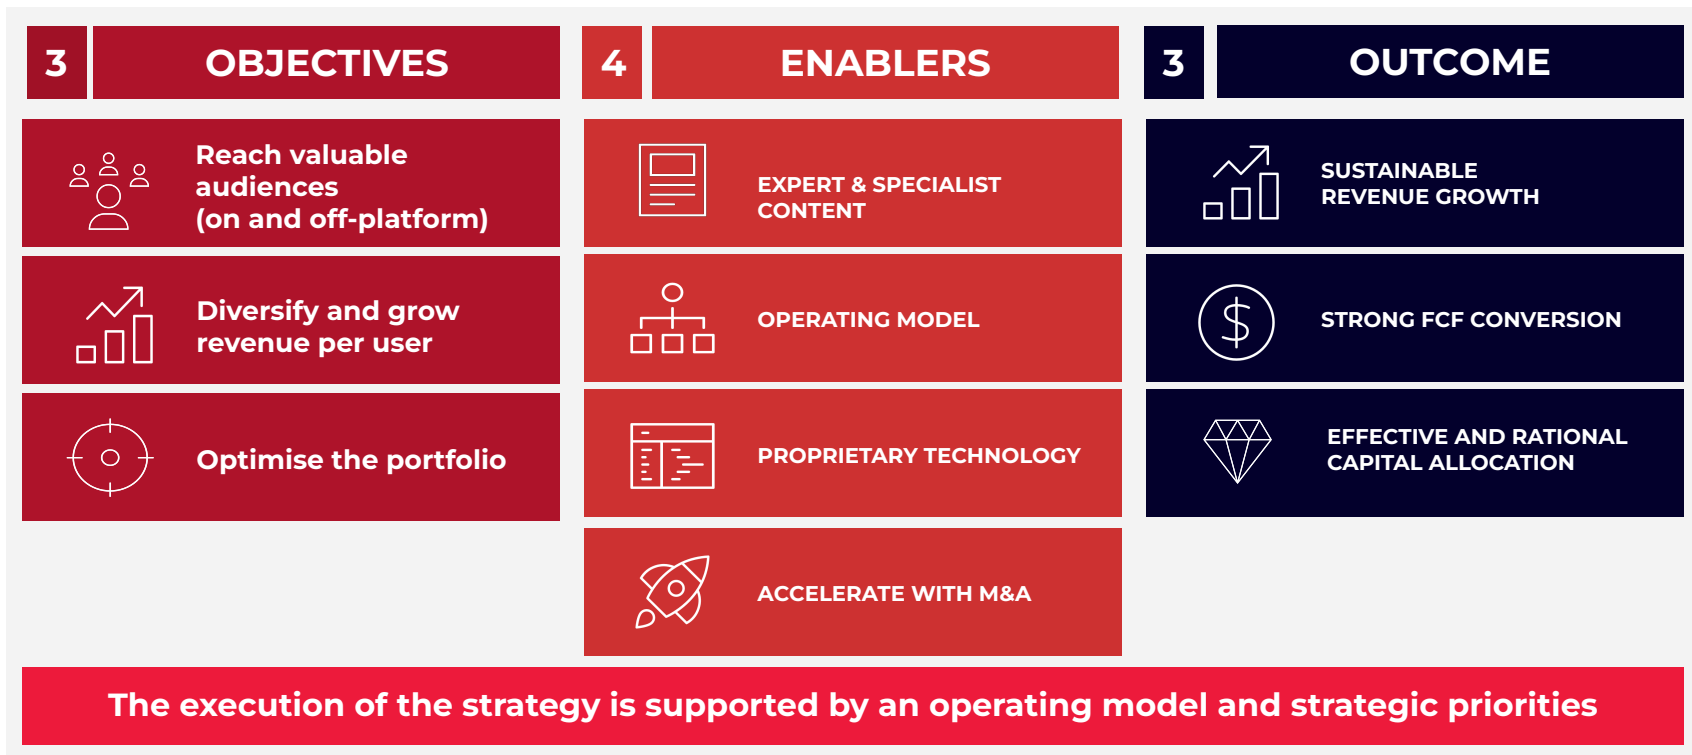 3
OBJECTIVES
Reach valuable
audiences
(on and off-platform)
Diversify and grow
revenue per user
Optimise the portfolio
4
ENABLERS
EXPERT & SPECIALIST
CONTENT
OPERATING MODEL
PROPRIETARY TECHNOLOGY
ACCELERATE WITH M&A
3
OUTCOME
SUSTAINABLE
REVENUE GROWTH
$
STRONG FCF CONVERSION
EFFECTIVE AND RATIONAL
CAPITAL ALLOCATION
The execution of the strategy is supported by an operating model and strategic priorities